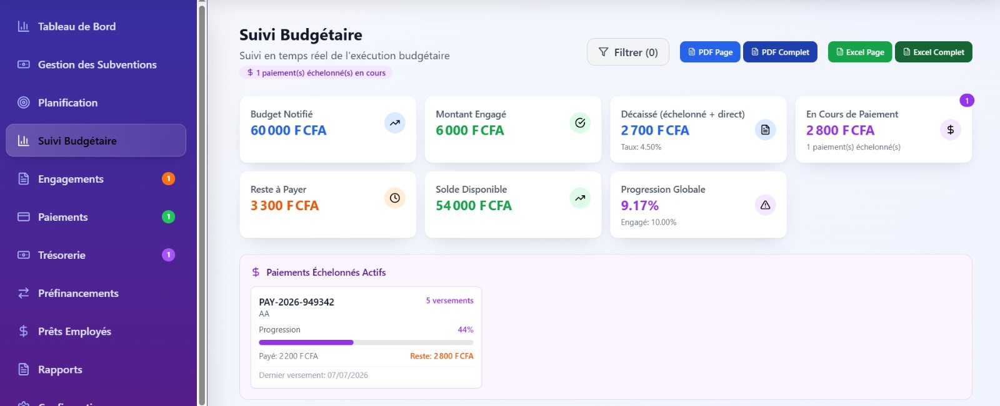 Tableau de Bord
Gestion des Subventions
Planification
Suivi Budgétaire
Engagements 1
Paiements 1
Trésorerie 1
Préfinancements
Prêts Employés
Rapports
Suivi Budgétaire
Suivi en temps réel de l'exécution budgétaire
$ 1 paiement(s) échelonné(s) en cours
Filtrer (0)
PDF Page
PDF Complet
Excel Page
Excel Complet
Budget Notifié
60 000 F CFA
Montant Engagé
6 000 F CFA
Décaissé (échelonné + direct)
2 700 F CFA
Taux: 4.50%
1
En Cours de Paiement
2 800 F CFA
1 paiement(s) échelonné(s)
Reste à Payer
3 300 F CFA
Solde Disponible
54 000 F CFA
Progression Globale
9.17%
Engagé: 10.00%
$ Paiements Échelonnés Actifs
PAY-2026-949342 5 versements
AA
Progression 44%
Payé: 2 200 F CFA Reste: 2 800 F CFA
Dernier versement: 07/07/2026